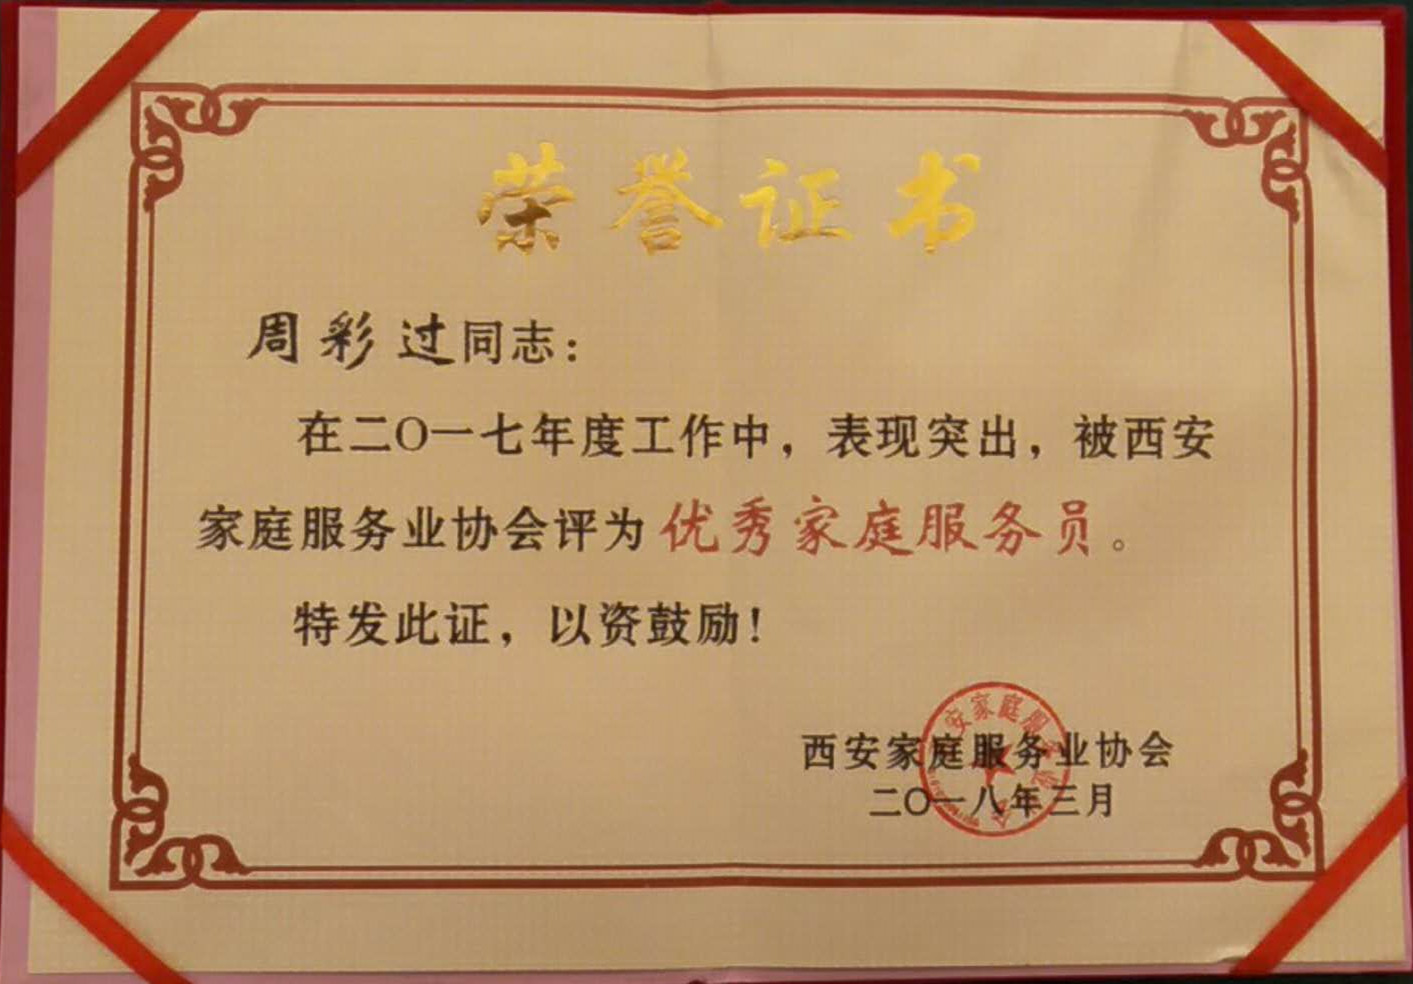 荣誉证书
周彩过同志：
在二〇一七年度工作中，表现突出，被西安
家庭服务业协会评为优秀家庭服务员。
特发此证，以资鼓励！
西安家庭服务业协会
二〇一八年三月